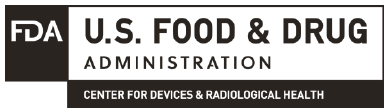 FDA
U.S. FOOD & DRUG
ADMINISTRATION
CENTER FOR DEVICES & RADIOLOGICAL HEALTH